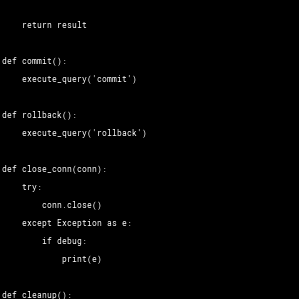 return result
def commit():
execute_query('commit')
def rollback():
execute_query('rollback')
def close_conn(conn):
try:
conn.close()
except Exception as e:
if debug:
print(e)
def cleanup():